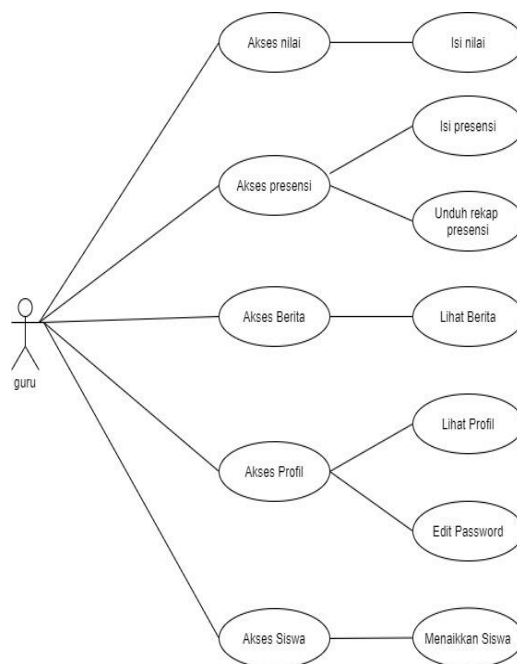 Akses nilai
Isi nilai
Isi presensi
Akses presensi
Unduh rekap
presensi
Akses Berita
Lihat Berita
guru
Lihat Profil
Akses Profil
Edit Password
Akses Siswa
Menaikkan Siswa